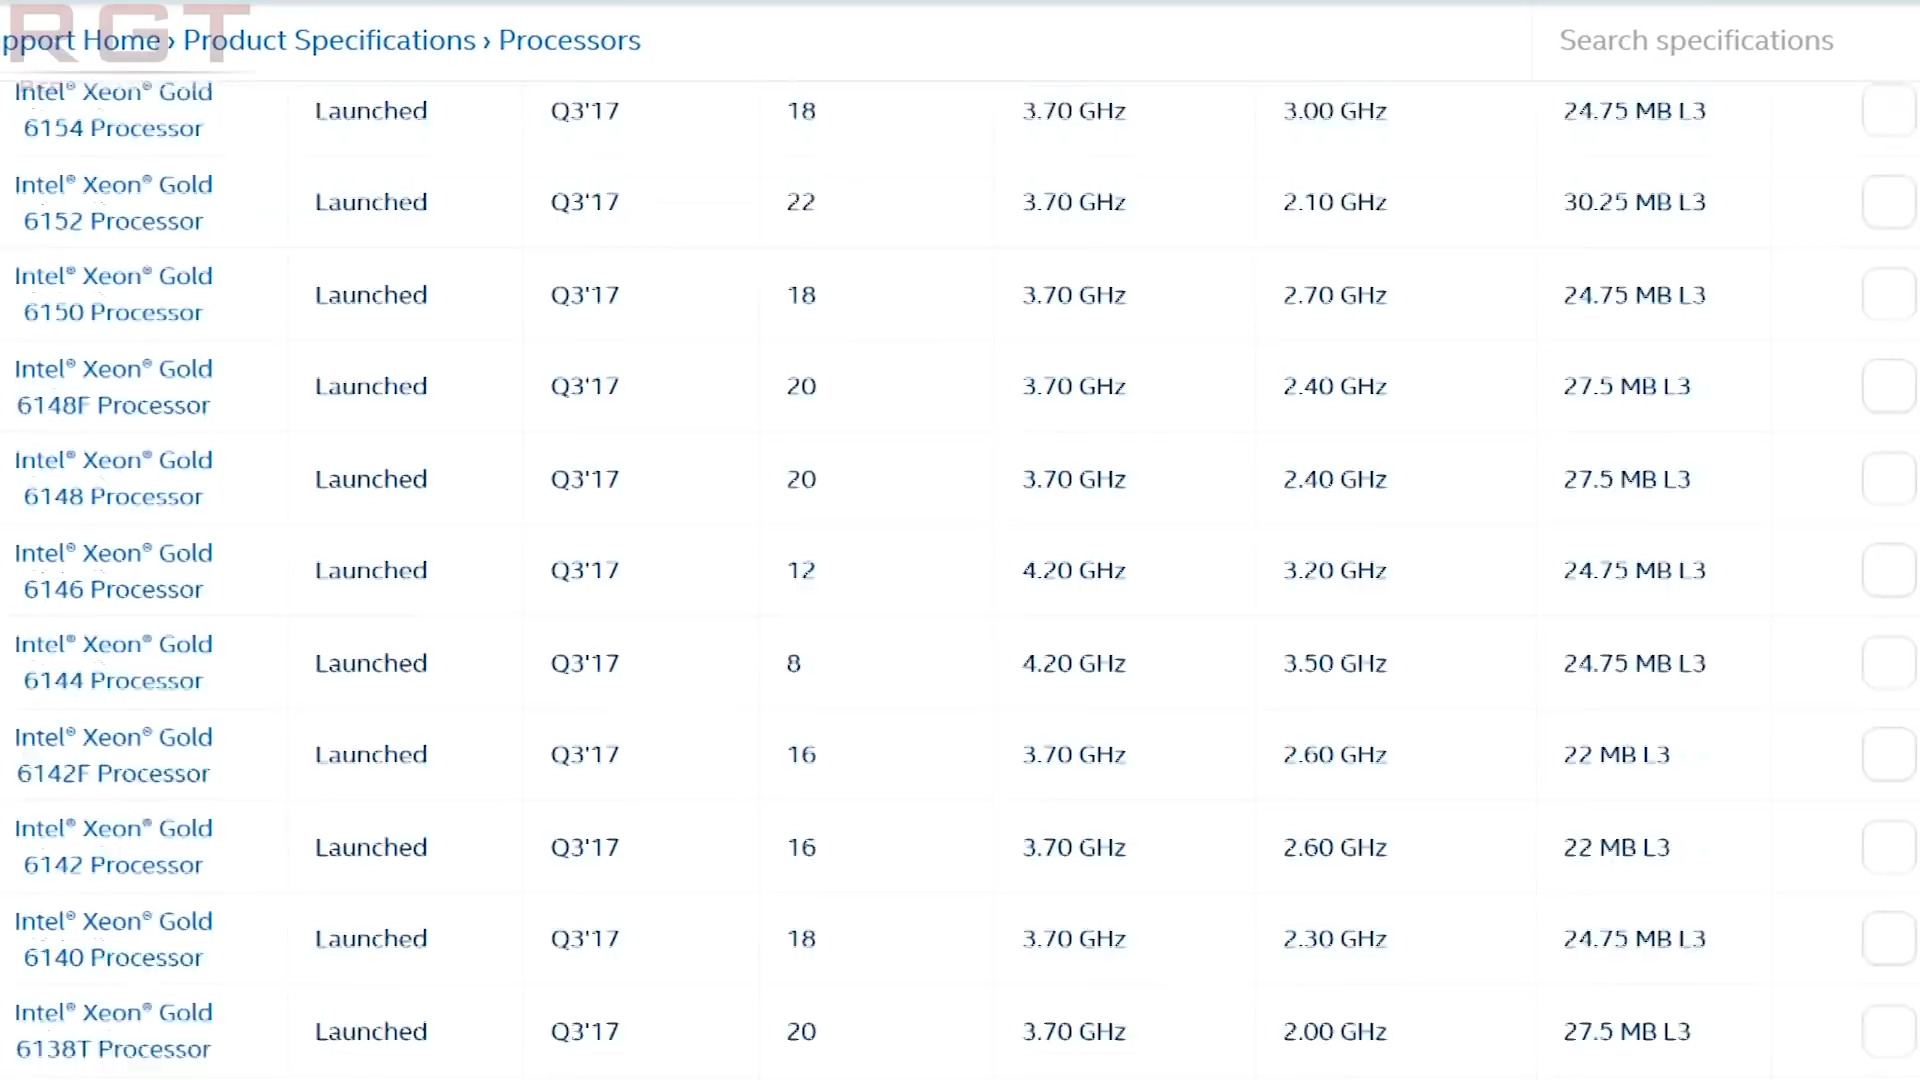 RGT
pport Home › Product Specifications › Processors
Search specifications
Intel® Xeon® Gold
6154 Processor
Launched
Q3'17
18
3.70 GHz
3.00 GHz
24.75 MB L3
Intel® Xeon® Gold
6152 Processor
Launched
Q3'17
22
3.70 GHz
2.10 GHz
30.25 MB L3
Intel® Xeon® Gold
6150 Processor
Launched
Q3'17
18
3.70 GHz
2.70 GHz
24.75 MB L3
Intel® Xeon® Gold
6148F Processor
Launched
Q3'17
20
3.70 GHz
2.40 GHz
27.5 MB L3
Intel® Xeon® Gold
6148 Processor
Launched
Q3'17
20
3.70 GHz
2.40 GHz
27.5 MB L3
Intel® Xeon® Gold
6146 Processor
Launched
Q3'17
12
4.20 GHz
3.20 GHz
24.75 MB L3
Intel® Xeon® Gold
6144 Processor
Launched
Q3'17
8
4.20 GHz
3.50 GHz
24.75 MB L3
Intel® Xeon® Gold
6142F Processor
Launched
Q3'17
16
3.70 GHz
2.60 GHz
22 MB L3
Intel® Xeon® Gold
6142 Processor
Launched
Q3'17
16
3.70 GHz
2.60 GHz
22 MB L3
Intel® Xeon® Gold
6140 Processor
Launched
Q3'17
18
3.70 GHz
2.30 GHz
24.75 MB L3
Intel® Xeon® Gold
6138T Processor
Launched
Q3'17
20
3.70 GHz
2.00 GHz
27.5 MB L3